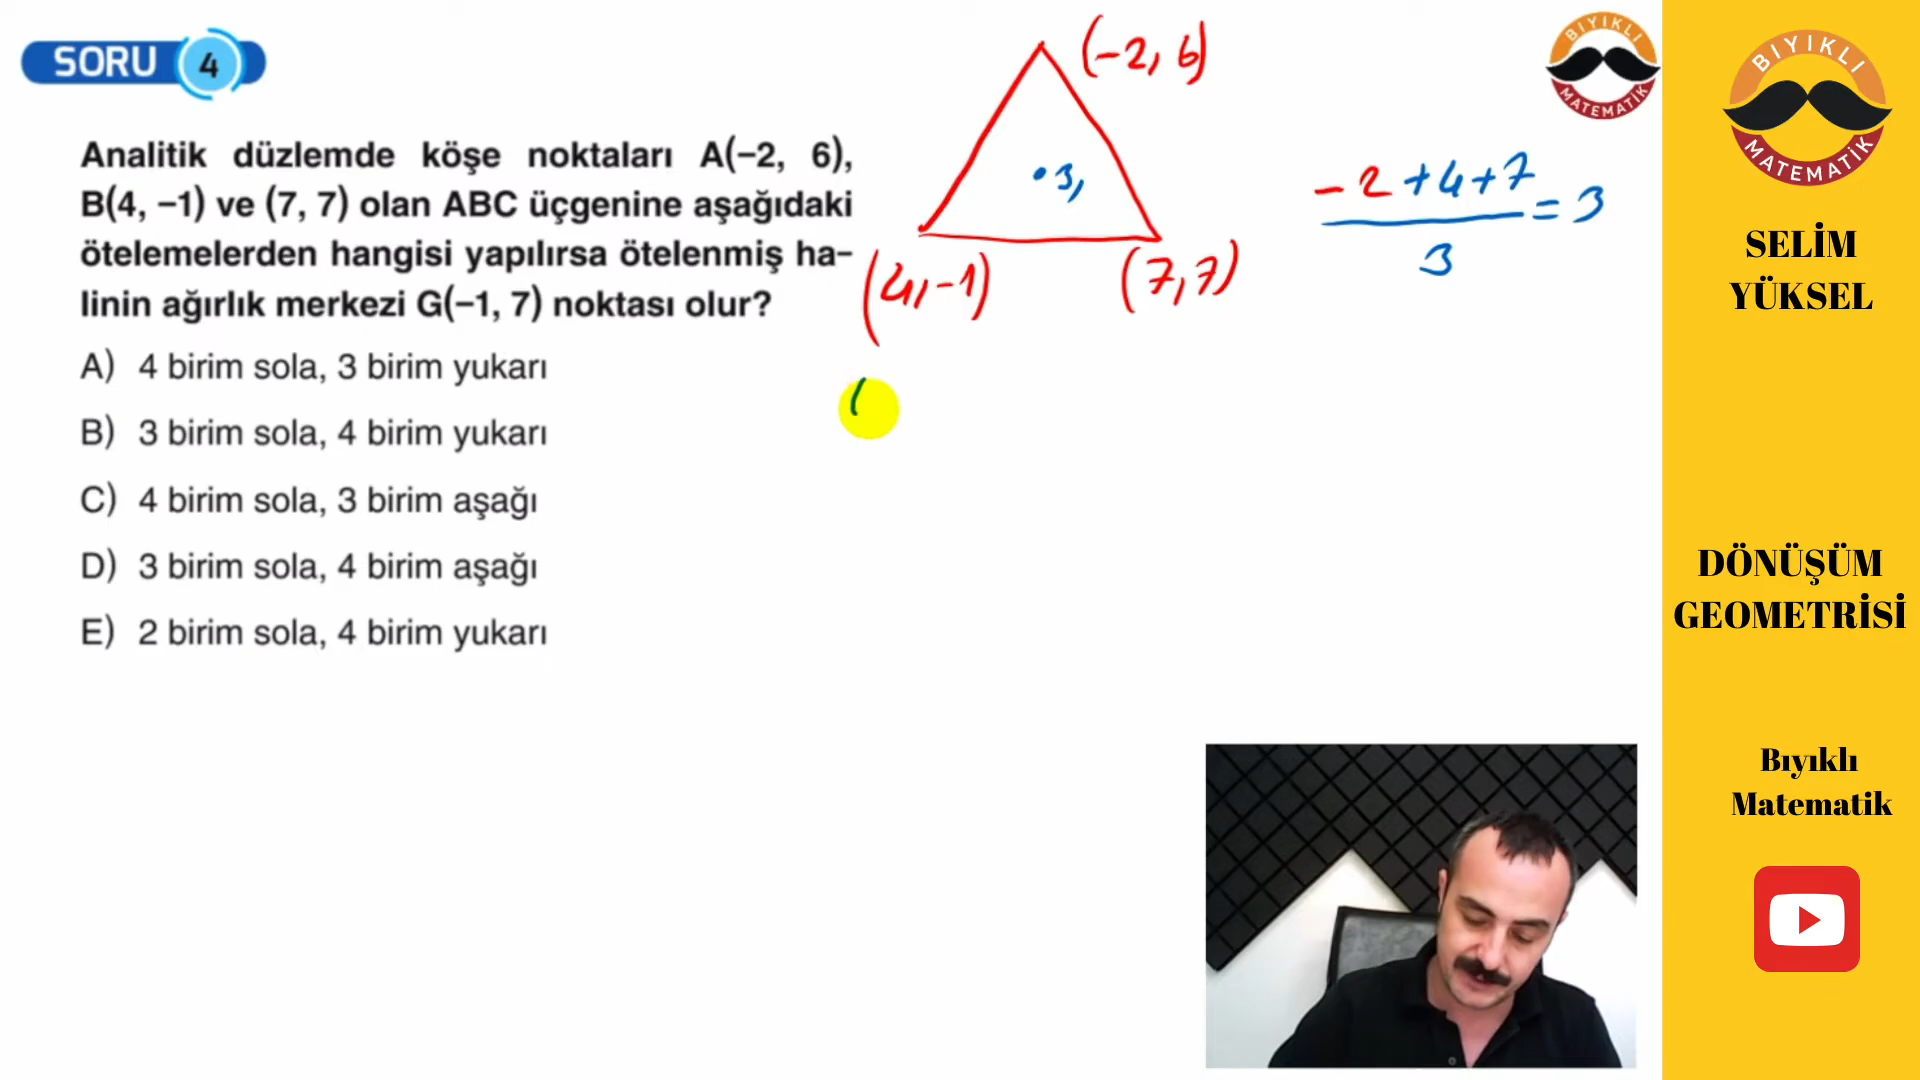 SORU 4
Analitik düzlemde köşe noktaları A(–2, 6),
B(4, –1) ve (7, 7) olan ABC üçgenine aşağıdaki
ötelemelerden hangisi yapılırsa ötelenmiş ha–
linin ağırlık merkezi G(–1, 7) noktası olur?
A) 4 birim sola, 3 birim yukarı
B) 3 birim sola, 4 birim yukarı
C) 4 birim sola, 3 birim aşağı
D) 3 birim sola, 4 birim aşağı
E) 2 birim sola, 4 birim yukarı
(-2, 6)
3,
(4,-1)
(7,7)
(
-2+4+7
= 3
3
BIYIKLI
MATEMATİK
BIYIKLI
MATEMATİK
SELİM
YÜKSEL
DÖNÜŞÜM
GEOMETRİSİ
Bıyıklı
Matematik